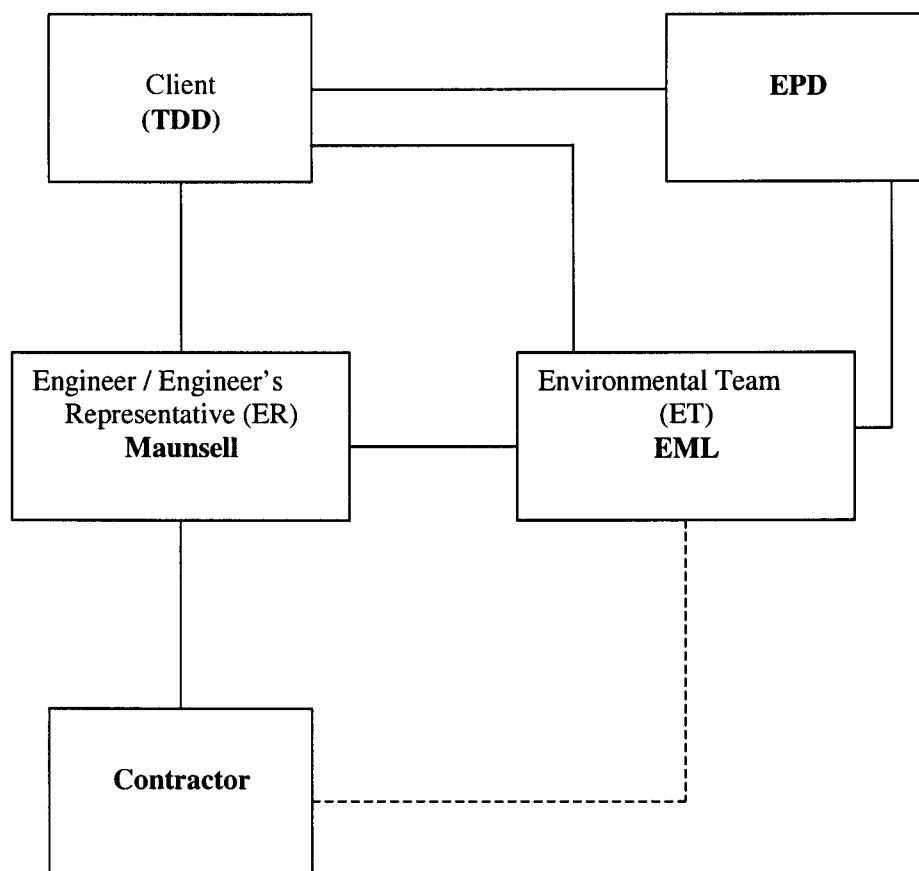 Client
(TDD)
EPD
Engineer / Engineer's
Representative (ER)
Maunsell
Environmental Team
(ET)
EML
Contractor